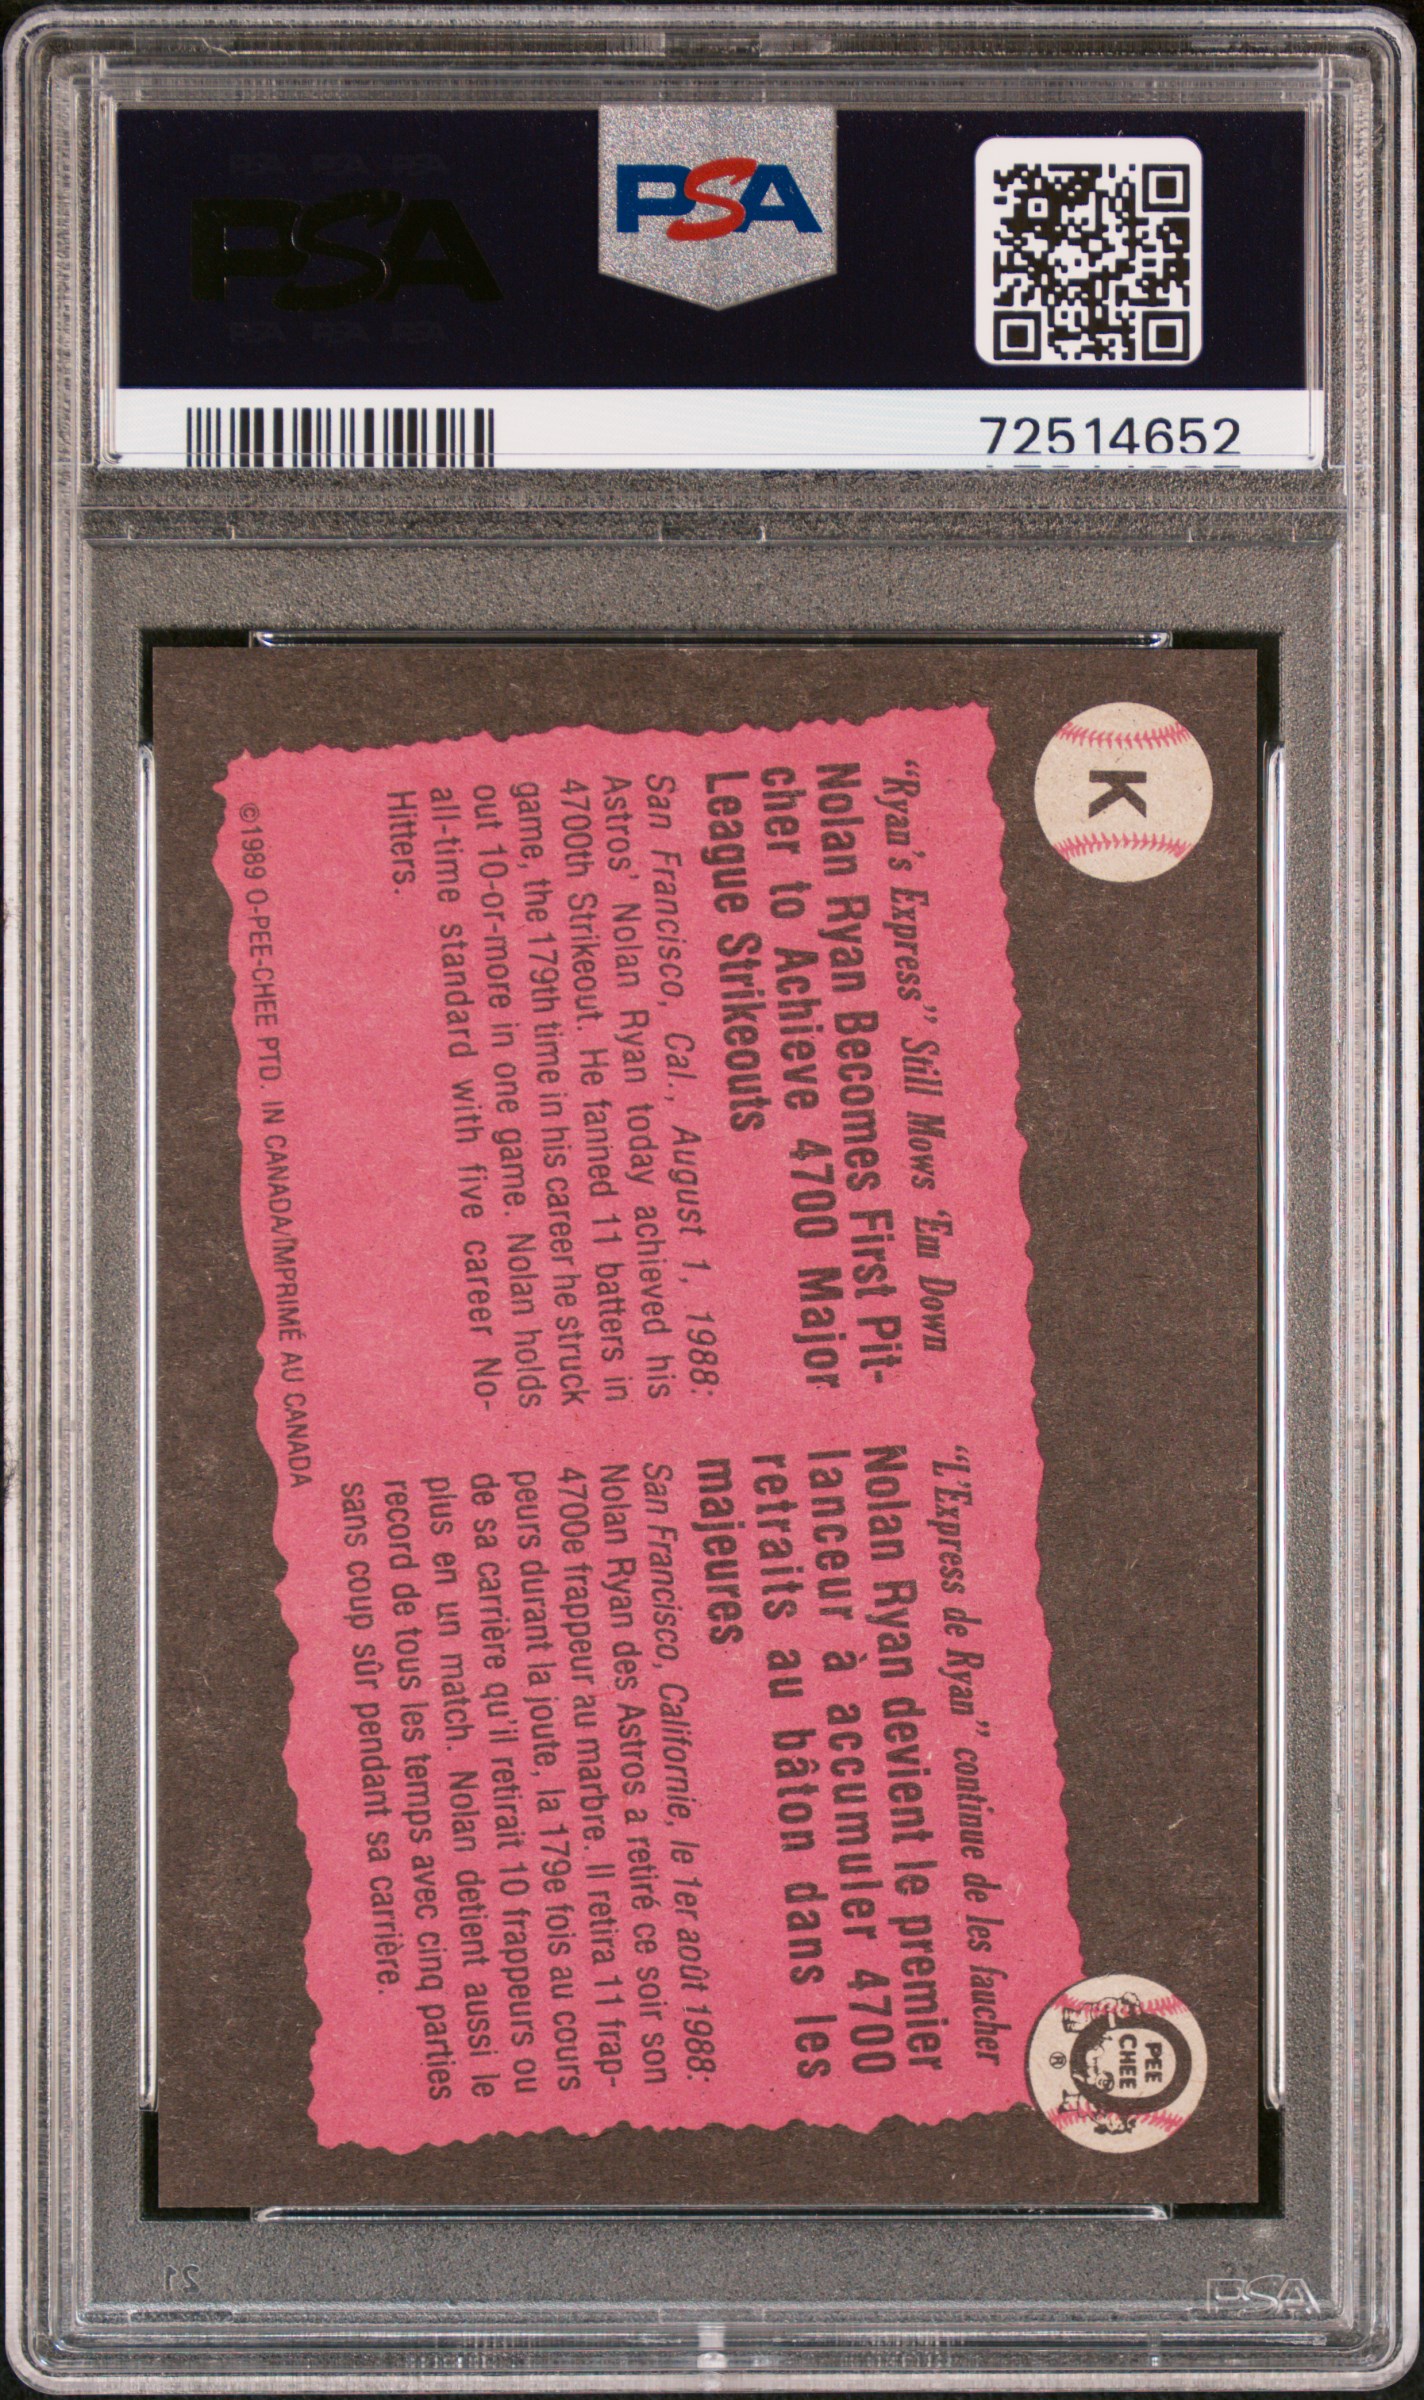 PSA
PSA
72514652
K
"Ryan's Express" Still Mows 'Em Down
Nolan Ryan Becomes First Pit-
cher to Achieve 4700 Major
League Strikeouts
San Francisco, Cal., August 1, 1988:
Astros' Nolan Ryan today achieved his
4700th Strikeout. He fanned 11 batters in
game, the 179th time in his career he struck
out 10-or-more in one game. Nolan holds
all-time standard with five career No-
Hitters.
"L'Express de Ryan" continue de les faucher
Nolan Ryan devient le premier
lanceur à accumuler 4700
retraits au bâton dans les
majeures
San Francisco, Californie, le 1er août 1988:
Nolan Ryan des Astros a retiré ce soir son
4700e frappeur au marbre. Il retira 11 frap-
peurs durant la joute, la 179e fois au cours
de sa carrière qu'il retirait 10 frappeurs ou
plus en un match. Nolan detient aussi le
record de tous les temps avec cinq parties
sans coup sûr pendant sa carrière.
©1989 O-PEE-CHEE PTD. IN CANADA/IMPRIMÉ AU CANADA
O
PEE
CHEE
®
21
PSA